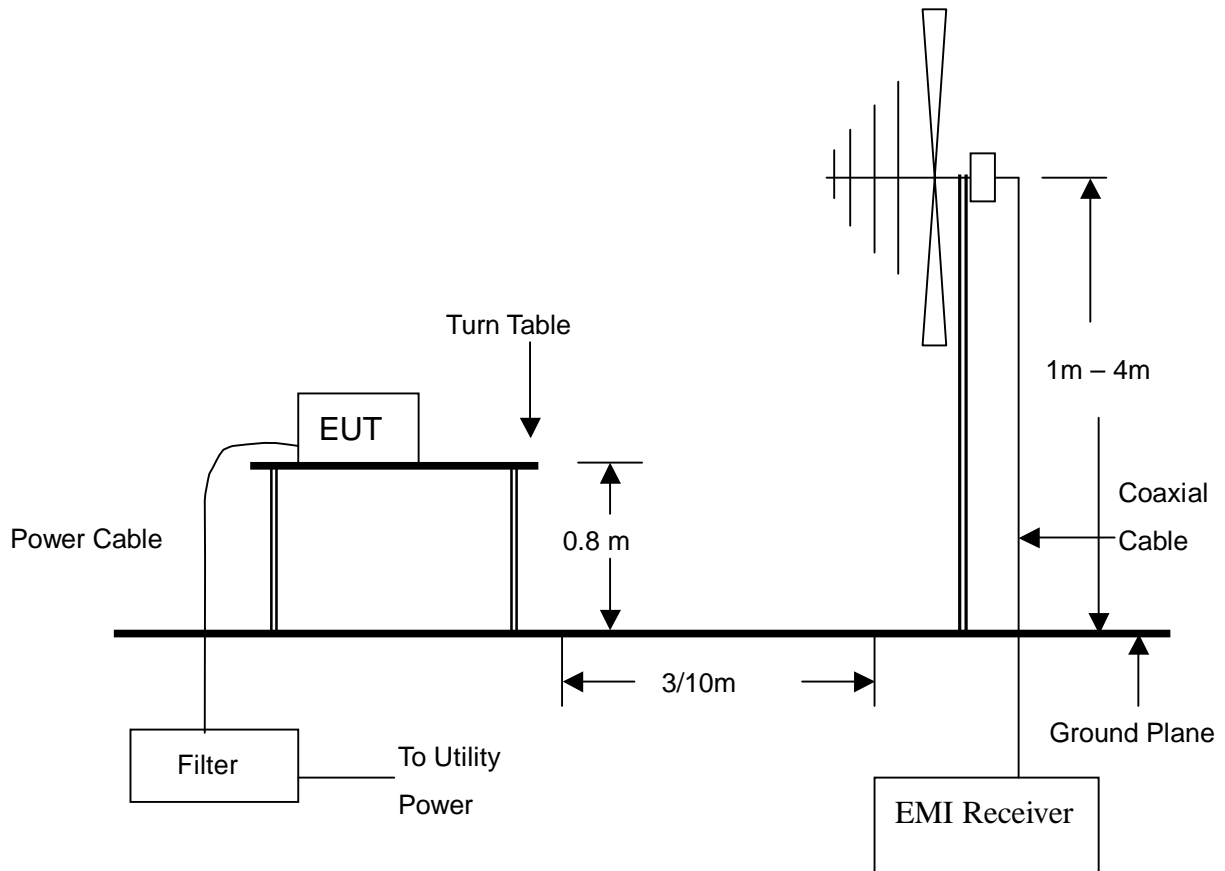 Turn Table
1m – 4m
EUT
Coaxial
Cable
Power Cable
0.8 m
3/10m
Ground Plane
Filter
To Utility
Power
EMI Receiver